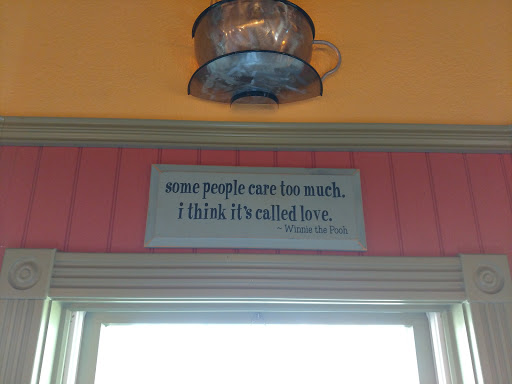 some people care too much.
i think it's called love.
~ Winnie the Pooh